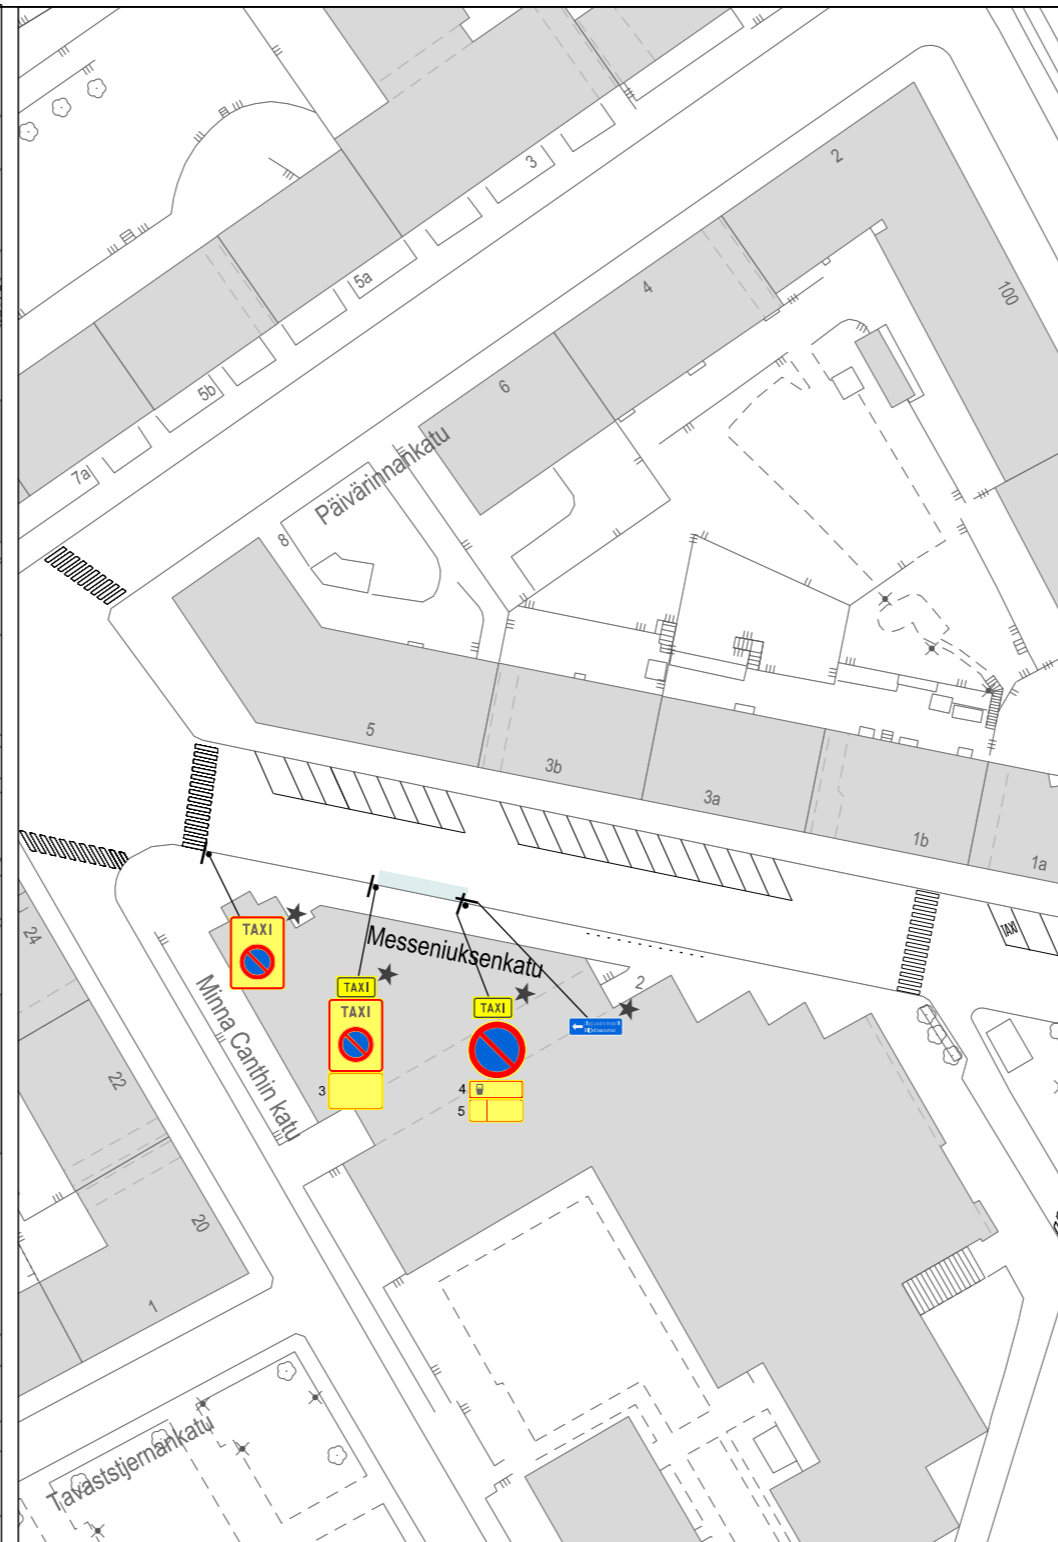 3
2
5a
4
100
5b
6
7a
Päivärinnankatu
8
5
3b
3a
1b
1a
24
TAXI
TAXI
Messeniuksenkatu
2
Minna Canthin katu
TAXI
TAXI
TAXI
22
3
4
5
20
1
Tavaststjernankatu